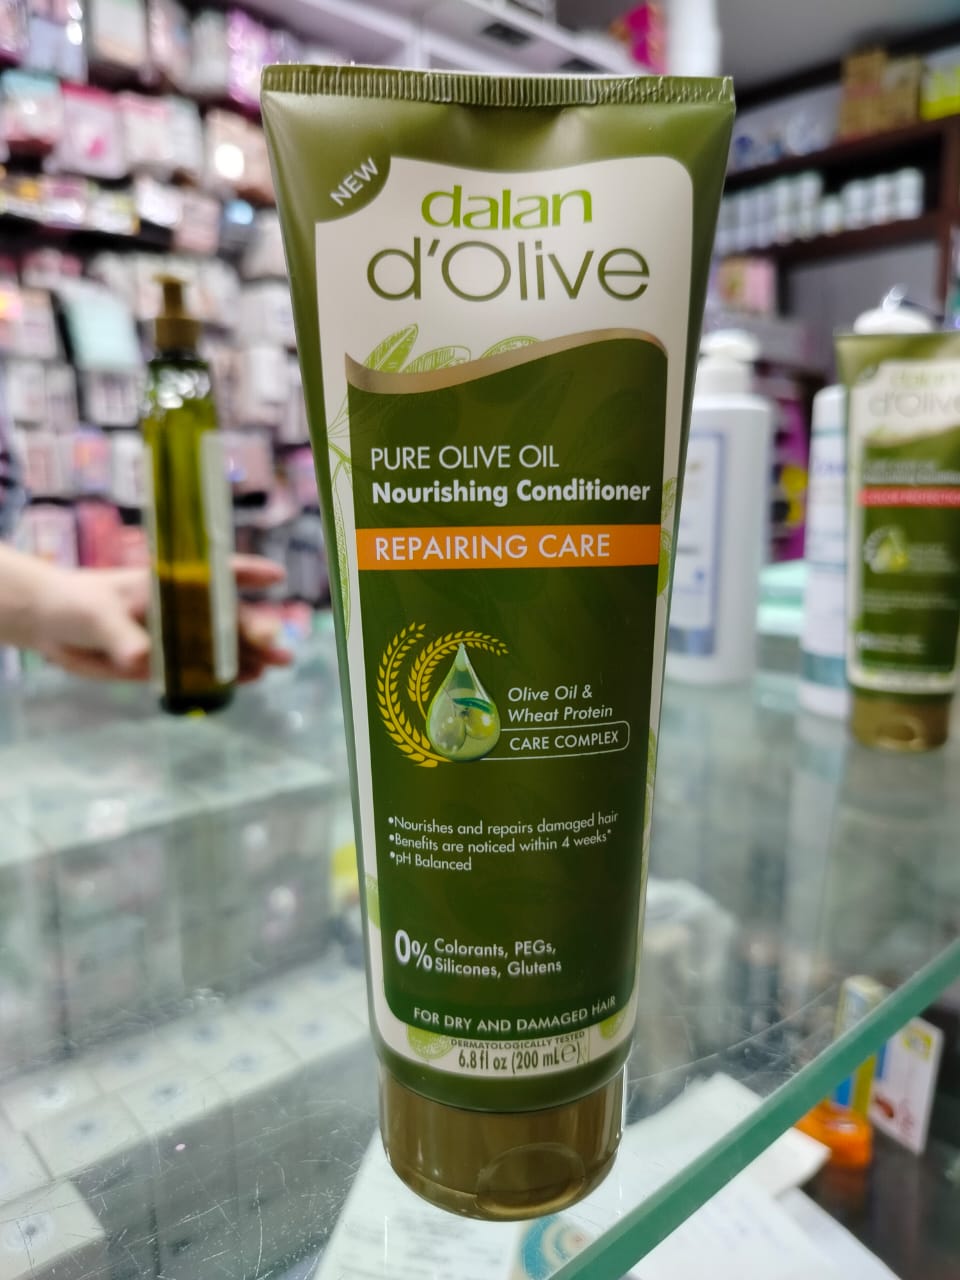 NEW
dalan
d'Olive
PURE OLIVE OIL
Nourishing Conditioner
REPAIRING CARE
Olive Oil &
Wheat Protein
CARE COMPLEX
•Nourishes and repairs damaged hair
•Benefits are noticed within 4 weeks*
•pH Balanced
0% Colorants, PEGs,
Silicones, Glutens
FOR DRY AND DAMAGED HAIR
DERMATOLOGICALLY TESTED
6.8 fl oz (200 mL℮)
dalan
d'Olive